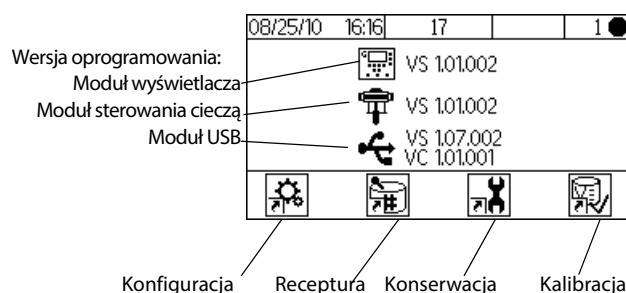 08/25/10 16:16 17 1
Wersja oprogramowania:
Moduł wyświetlacza VS 1.01.002
Moduł sterowania cieczą VS 1.01.002
Moduł USB VS 1.07.002
VC 1.01.001
Konfiguracja Receptura Konserwacja Kalibracja